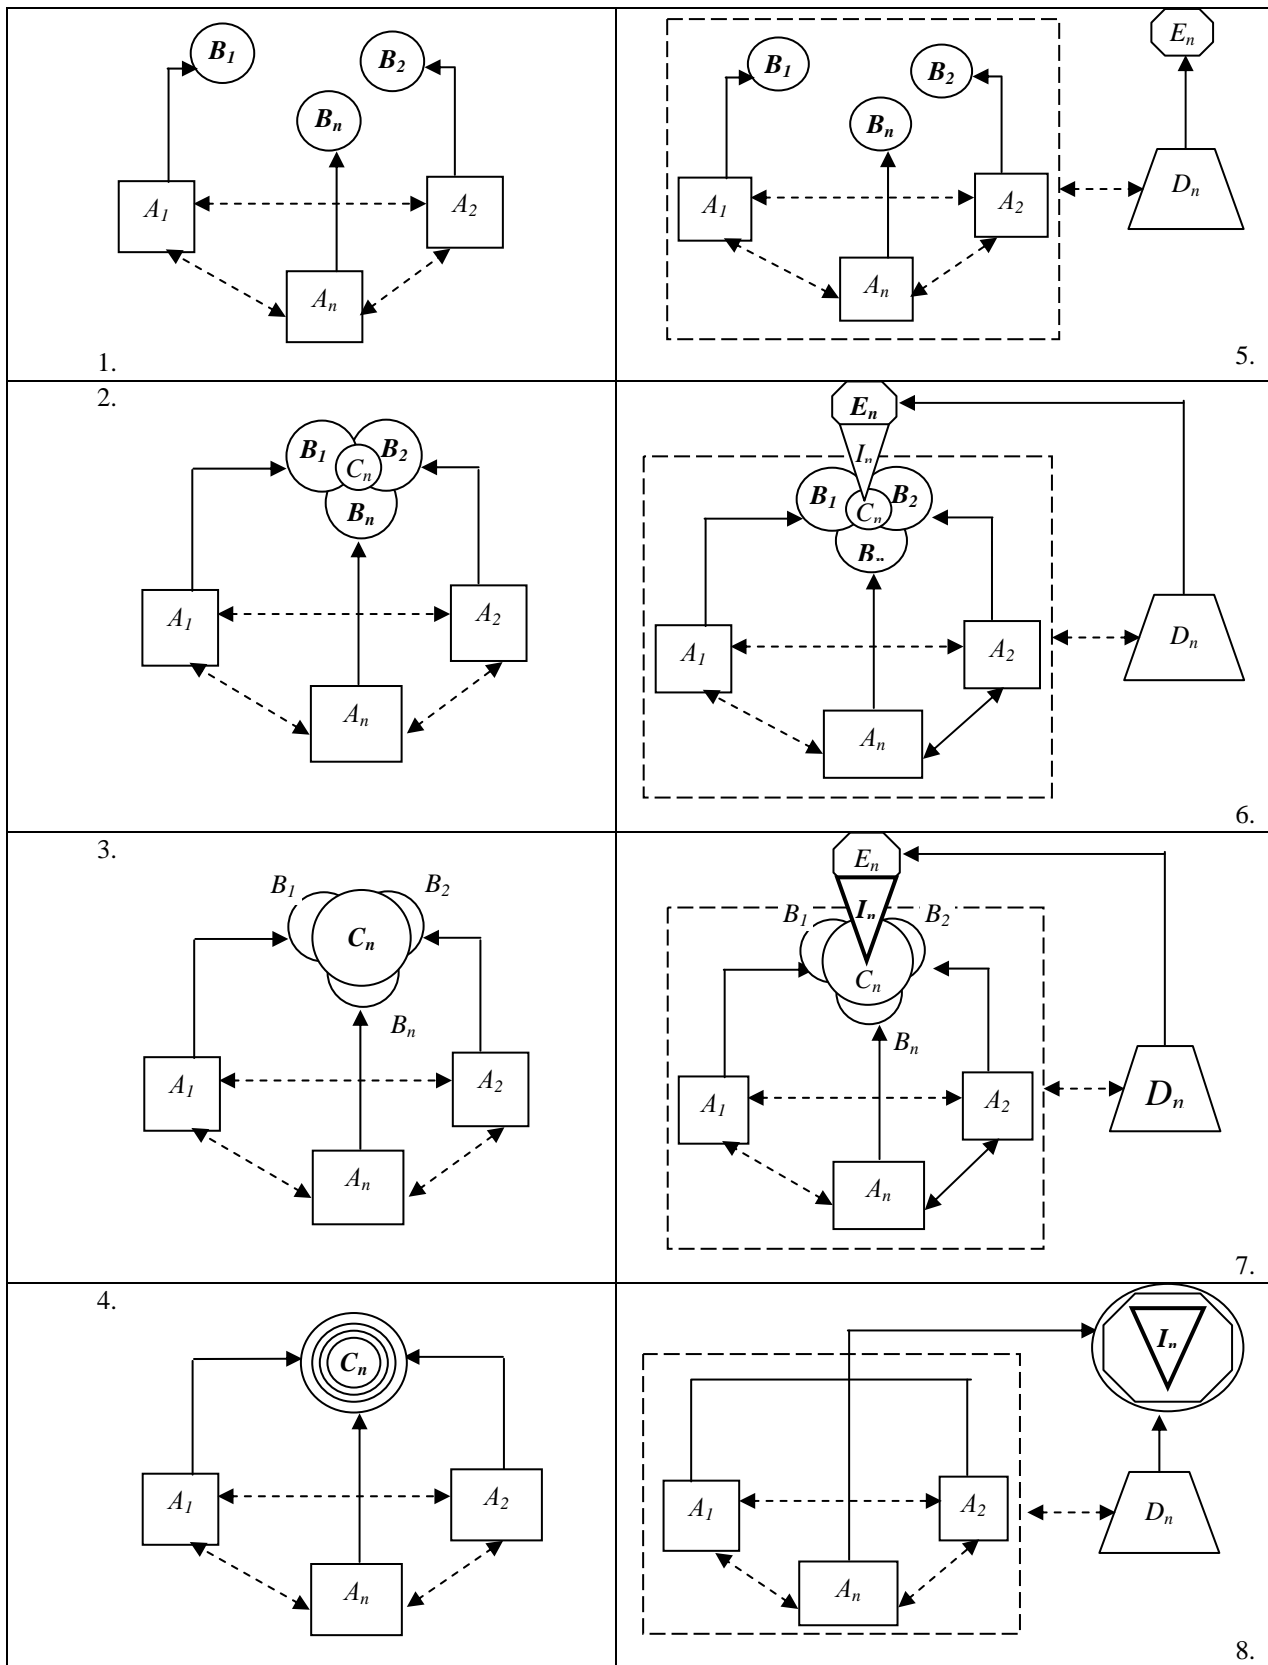 B1
B2
Bn
A1
A2
An
1.
B1
B2
Bn
A1
A2
An
En
Dn
5.
2.
B1
B2
Cn
Bn
A1
A2
An
En
In
B1
B2
Cn
Bn
A1
A2
An
Dn
6.
3.
B1
B2
Cn
Bn
A1
A2
An
En
B1
In
B2
Cn
Bn
A1
A2
An
Dn
7.
4.
Cn
A1
A2
An
In
A1
A2
An
Dn
8.